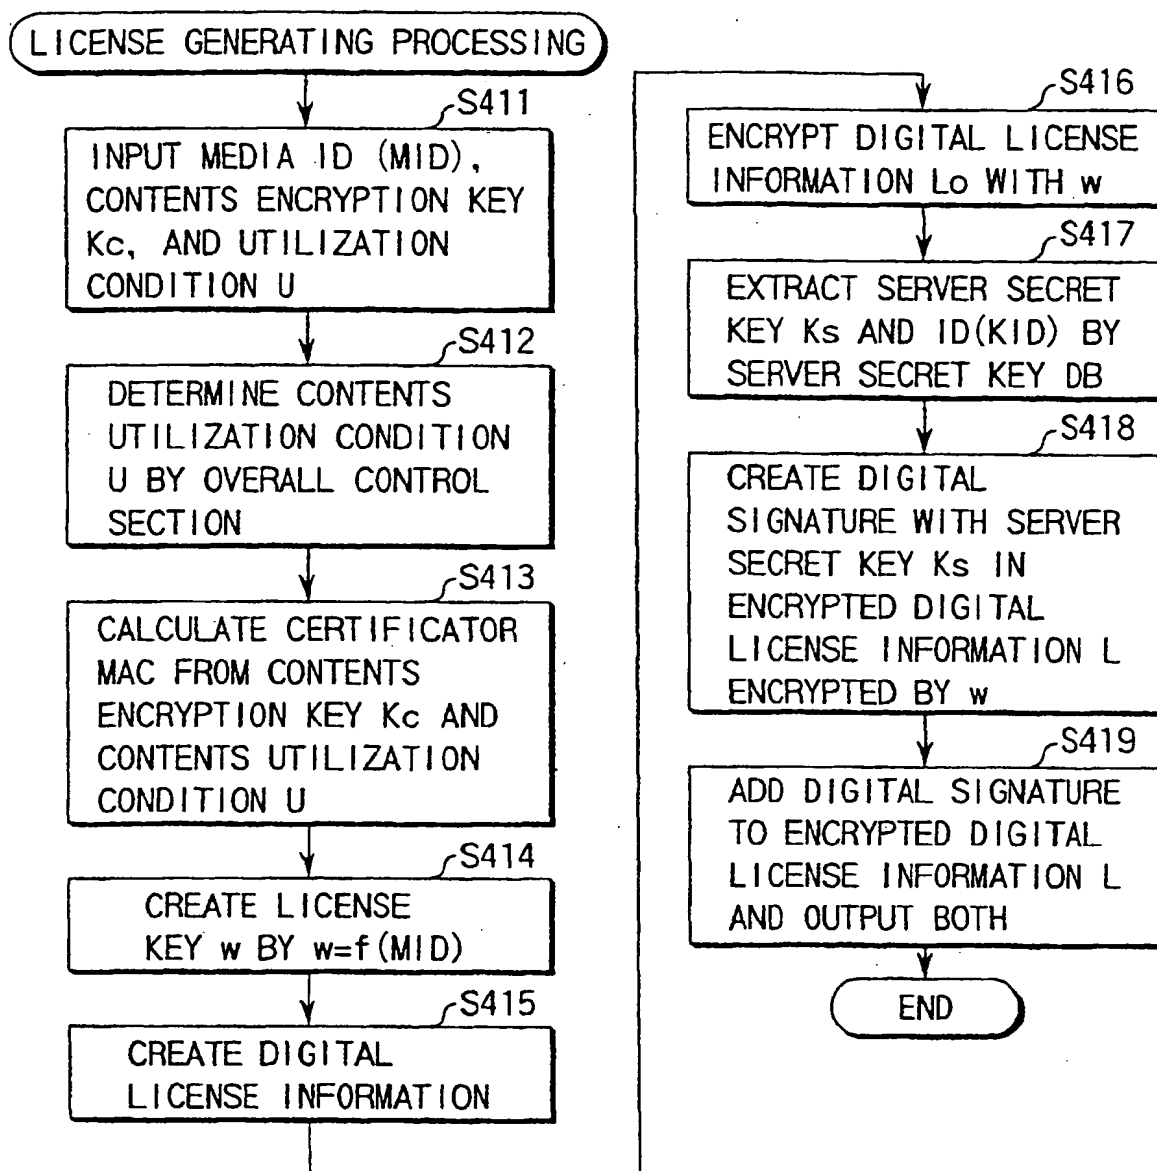 LICENSE GENERATING PROCESSING
S411
INPUT MEDIA ID (MID),
CONTENTS ENCRYPTION KEY
Kc, AND UTILIZATION
CONDITION U
S412
DETERMINE CONTENTS
UTILIZATION CONDITION
U BY OVERALL CONTROL
SECTION
S413
CALCULATE CERTIFICATOR
MAC FROM CONTENTS
ENCRYPTION KEY Kc AND
CONTENTS UTILIZATION
CONDITION U
S414
CREATE LICENSE
KEY w BY w=f(MID)
S415
CREATE DIGITAL
LICENSE INFORMATION
S416
ENCRYPT DIGITAL LICENSE
INFORMATION Lo WITH w
S417
EXTRACT SERVER SECRET
KEY Ks AND ID(KID) BY
SERVER SECRET KEY DB
S418
CREATE DIGITAL
SIGNATURE WITH SERVER
SECRET KEY Ks IN
ENCRYPTED DIGITAL
LICENSE INFORMATION L
ENCRYPTED BY w
S419
ADD DIGITAL SIGNATURE
TO ENCRYPTED DIGITAL
LICENSE INFORMATION L
AND OUTPUT BOTH
END